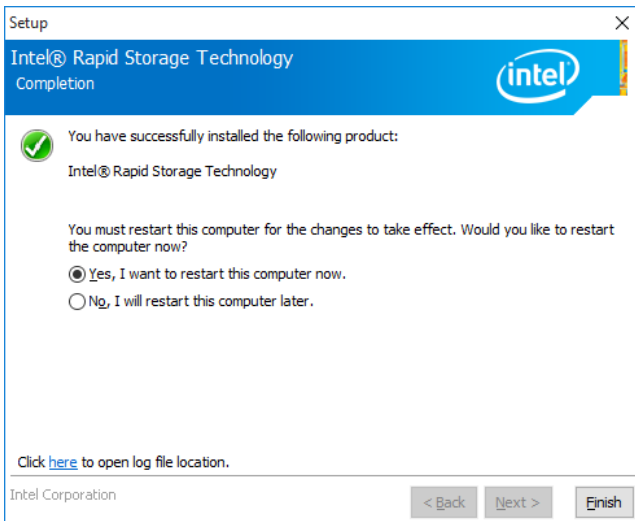 Setup
Intel® Rapid Storage Technology
Completion
intel
You have successfully installed the following product:
Intel® Rapid Storage Technology
You must restart this computer for the changes to take effect. Would you like to restart
the computer now?
Yes, I want to restart this computer now.
No, I will restart this computer later.
Click here to open log file location.
Intel Corporation
< Back Next > Finish